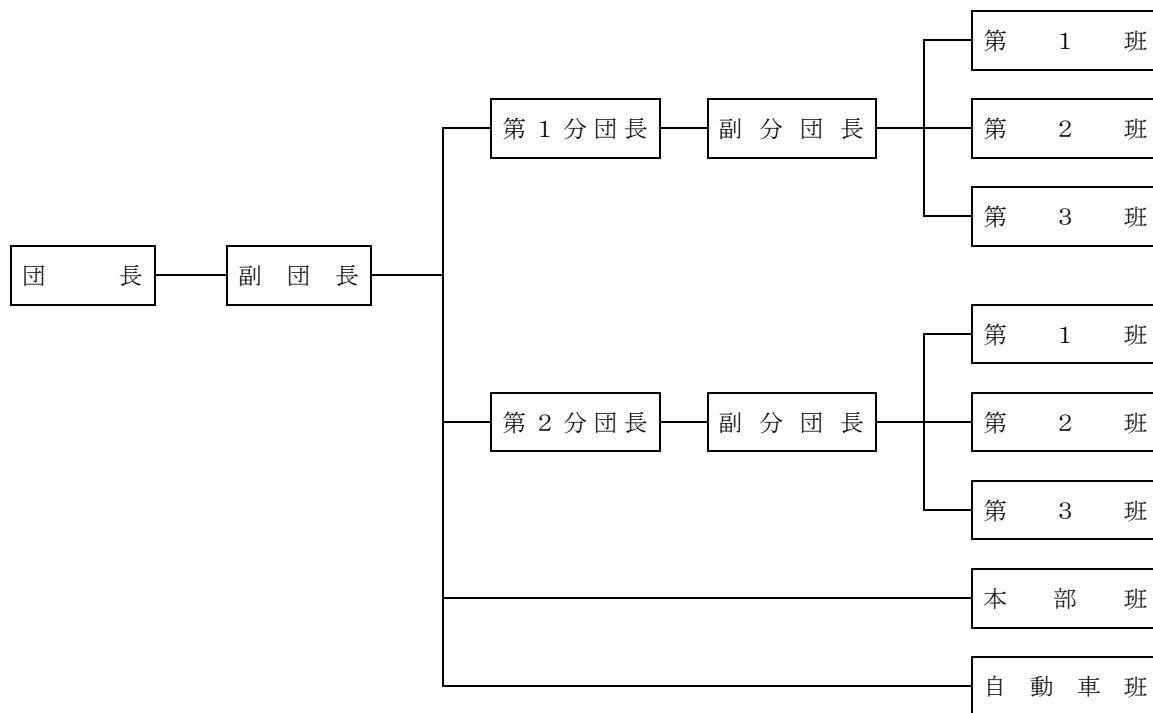 第１班
第１分団長 副分団長 第２班
第３班
団長 副団長
第１班
第２分団長 副分団長 第２班
第３班
本部班
自動車班